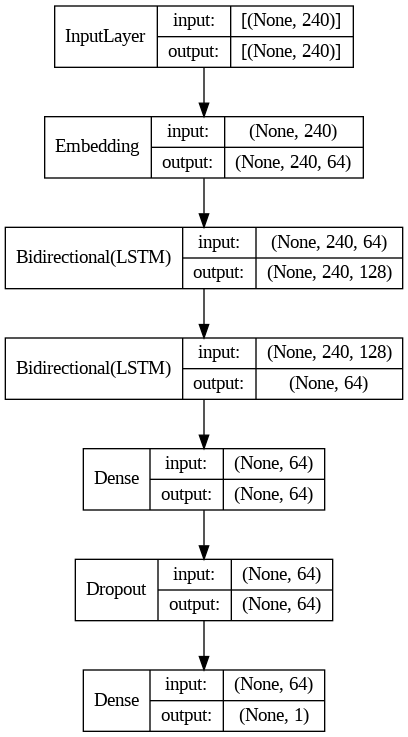 InputLayer input: [(None, 240)]
output: [(None, 240)]
Embedding input: (None, 240)
output: (None, 240, 64)
Bidirectional(LSTM) input: (None, 240, 64)
output: (None, 240, 128)
Bidirectional(LSTM) input: (None, 240, 128)
output: (None, 64)
Dense input: (None, 64)
output: (None, 64)
Dropout input: (None, 64)
output: (None, 64)
Dense input: (None, 64)
output: (None, 1)